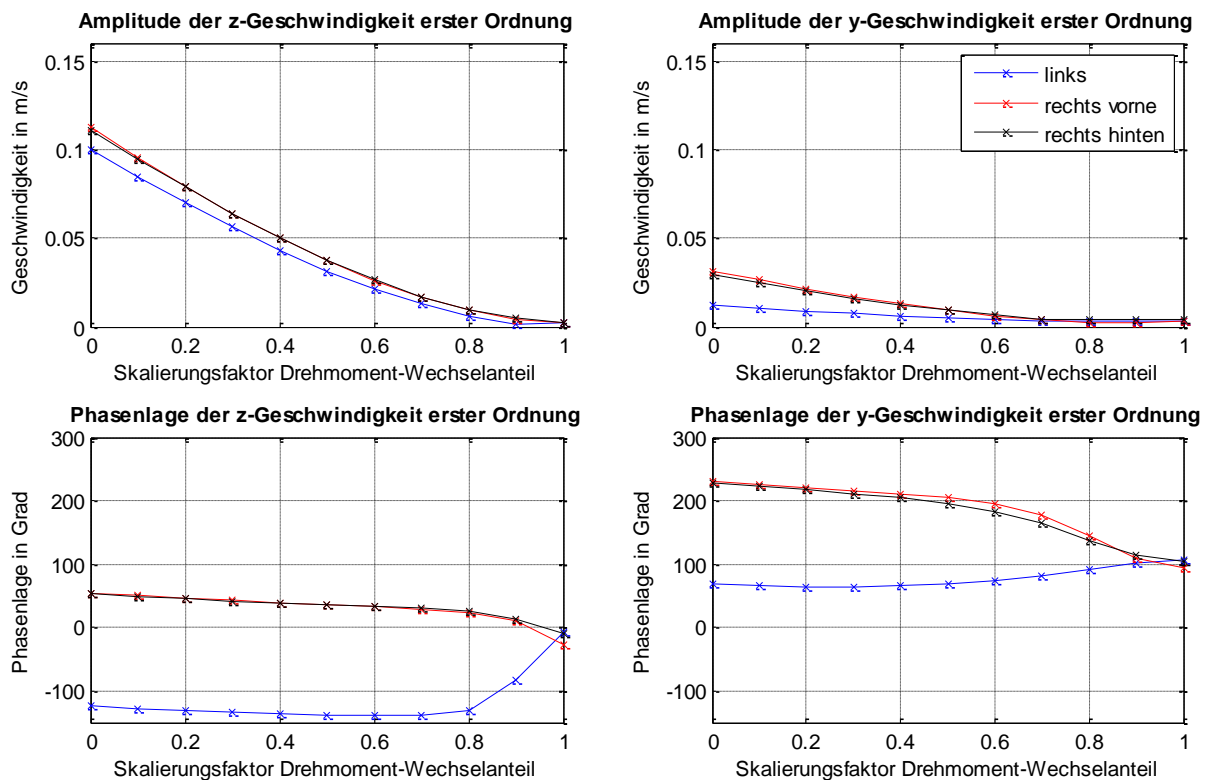 Amplitude der z-Geschwindigkeit erster Ordnung
0.15
0.1
0.05
0
Geschwindigkeit in m/s
0 0.2 0.4 0.6 0.8 1
Skalierungsfaktor Drehmoment-Wechselanteil
Amplitude der y-Geschwindigkeit erster Ordnung
0.15
0.1
0.05
0
Geschwindigkeit in m/s
links
rechts vorne
rechts hinten
0 0.2 0.4 0.6 0.8 1
Skalierungsfaktor Drehmoment-Wechselanteil
Phasenlage der z-Geschwindigkeit erster Ordnung
300
200
100
0
-100
Phasenlage in Grad
0 0.2 0.4 0.6 0.8 1
Skalierungsfaktor Drehmoment-Wechselanteil
Phasenlage der y-Geschwindigkeit erster Ordnung
300
200
100
0
-100
Phasenlage in Grad
0 0.2 0.4 0.6 0.8 1
Skalierungsfaktor Drehmoment-Wechselanteil